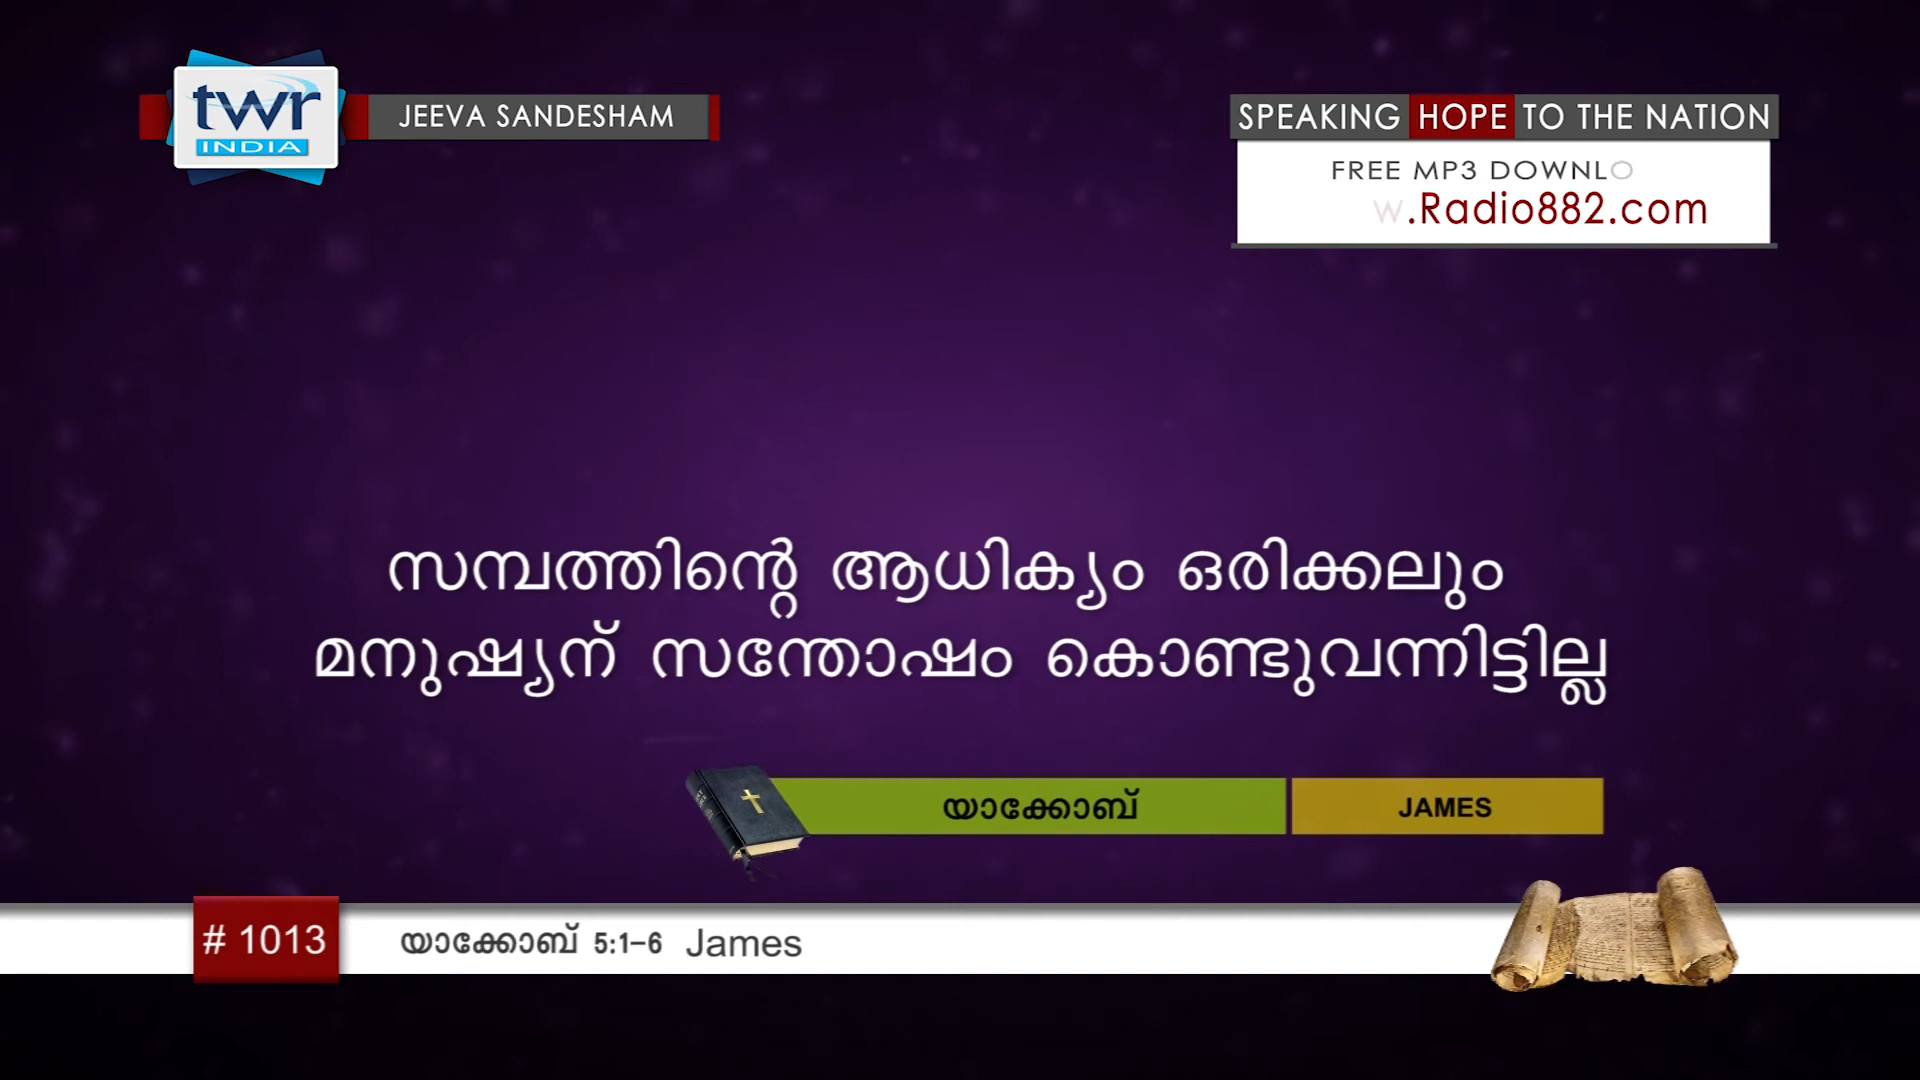 twr
INDIA
JEEVA SANDESHAM
SPEAKING HOPE TO THE NATION
FREE MP3 DOWNLO
w.Radio882.com
സമ്പത്തിന്റെ ആധിക്യം ഒരിക്കലും
മനുഷ്യന് സന്തോഷം കൊണ്ടുവന്നിട്ടില്ല
യാക്കോബ്
JAMES
# 1013
യാക്കോബ് 5:1-6 James